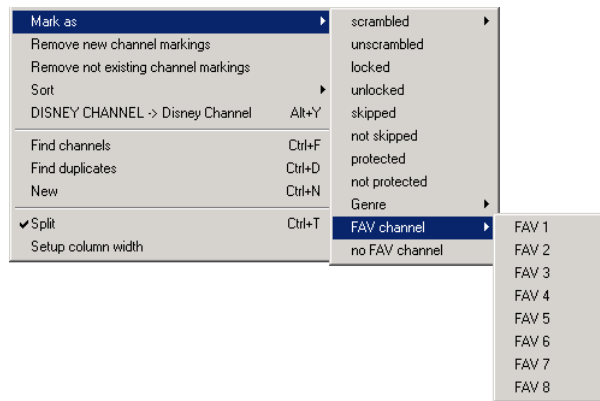 Mark as
Remove new channel markings
Remove not existing channel markings
Sort
DISNEY CHANNEL -> Disney Channel Alt+Y
Find channels Ctrl+F
Find duplicates Ctrl+D
New Ctrl+N
Split Ctrl+T
Setup column width
scrambled
unscrambled
locked
unlocked
skipped
not skipped
protected
not protected
Genre
FAV channel
no FAV channel
FAV 1
FAV 2
FAV 3
FAV 4
FAV 5
FAV 6
FAV 7
FAV 8